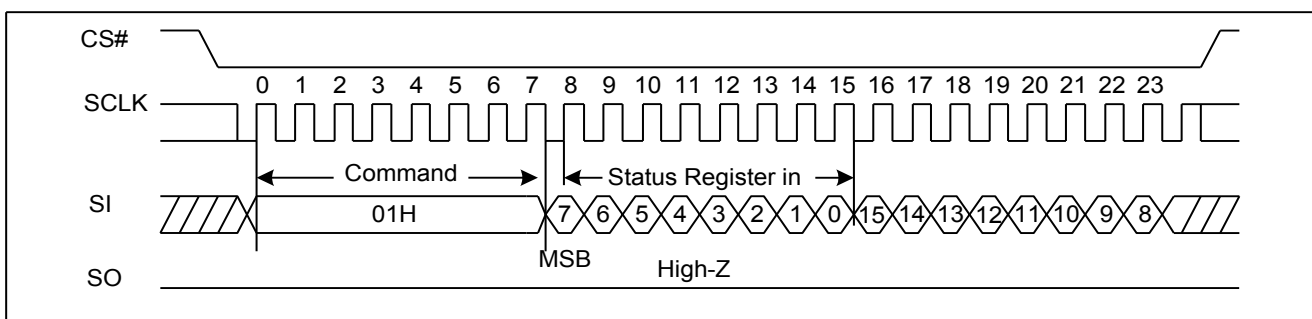 CS#
0 1 2 3 4 5 6 7 8 9 10 11 12 13 14 15 16 17 18 19 20 21 22 23
SCLK
Command Status Register in
SI 01H 7 6 5 4 3 2 1 0 15 14 13 12 11 10 9 8
MSB High-Z
SO